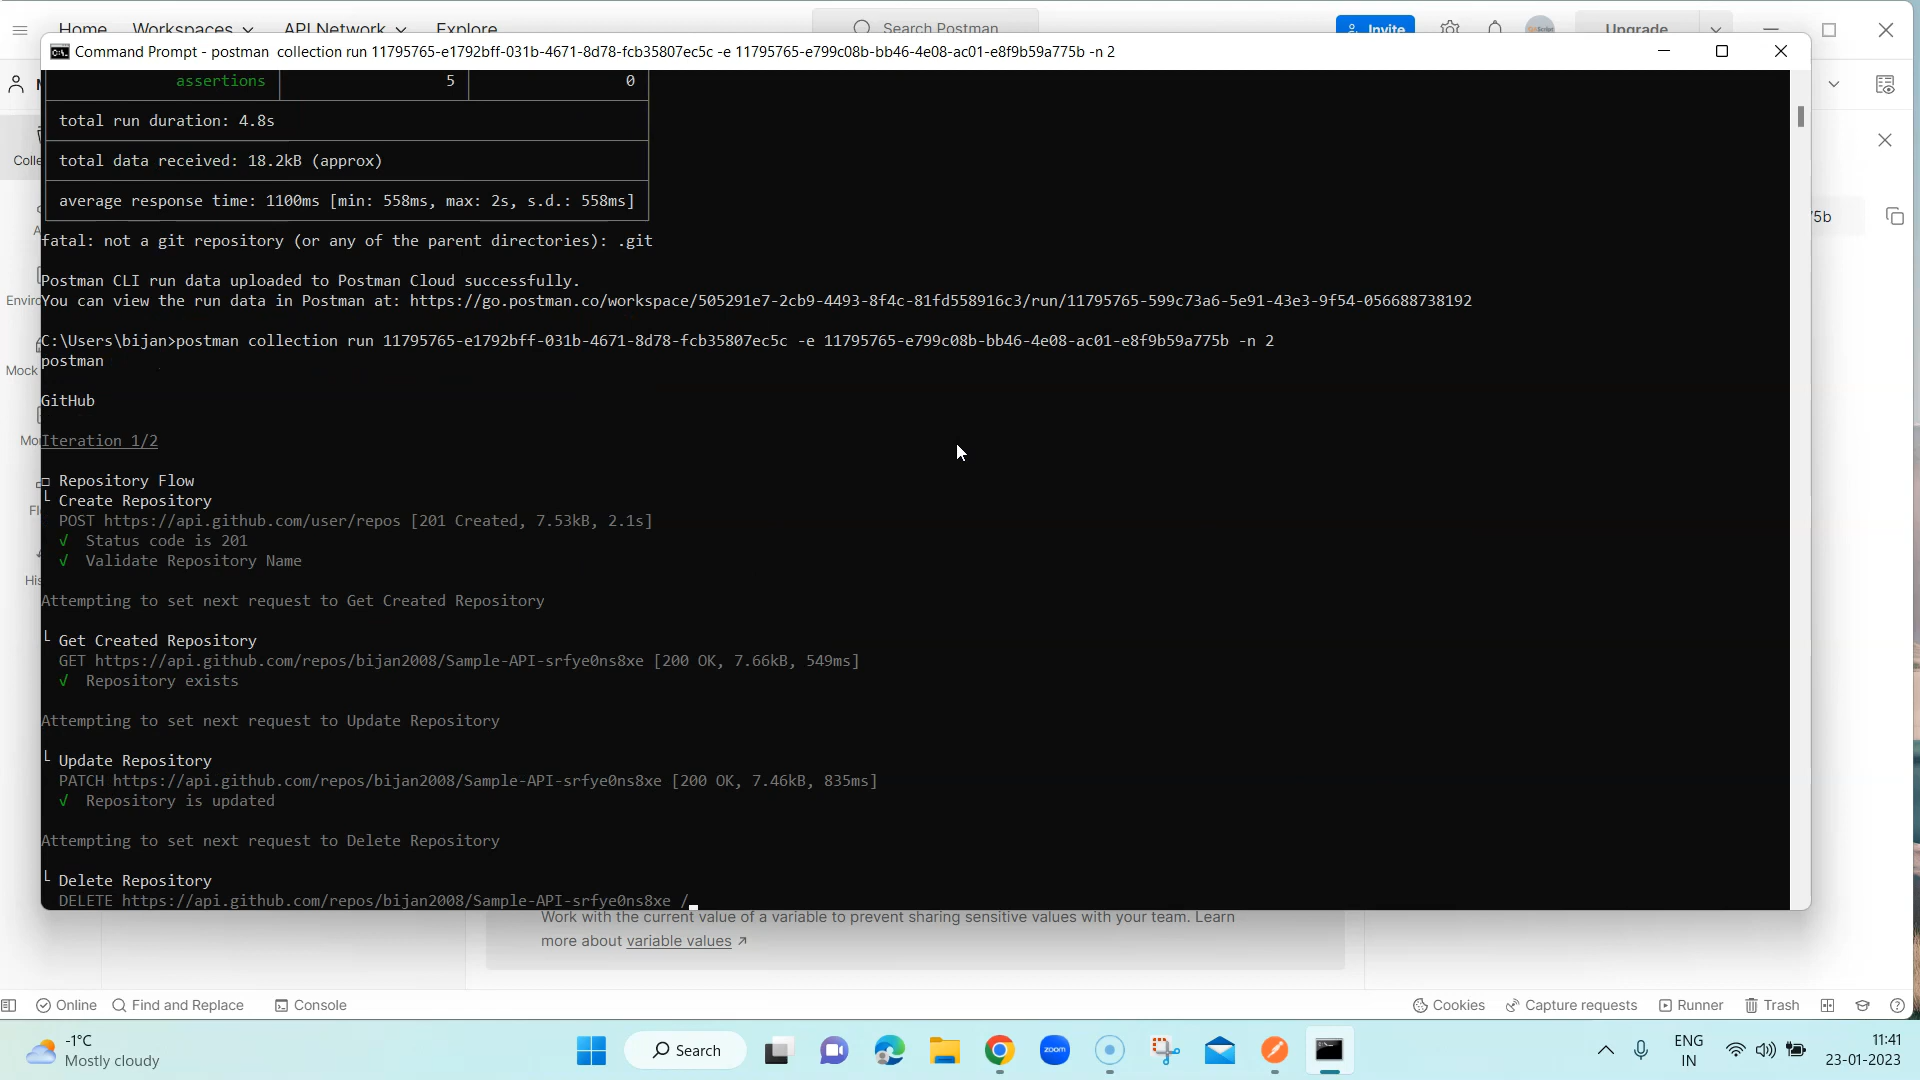 Home Workspaces API Network Explore Search Postman Invite Upgrade
Command Prompt - postman  collection run 11795765-e1792bff-031b-4671-8d78-fcb35807ec5c -e 11795765-e799c08b-bb46-4e08-ac01-e8f9b59a775b -n 2
assertions 5 0
total run duration: 4.8s
total data received: 18.2kB (approx)
average response time: 1100ms [min: 558ms, max: 2s, s.d.: 558ms]
fatal: not a git repository (or any of the parent directories): .git
Postman CLI run data uploaded to Postman Cloud successfully.
You can view the run data in Postman at: https://go.postman.co/workspace/505291e7-2cb9-4493-8f4c-81fd558916c3/run/11795765-599c73a6-5e91-43e3-9f54-056688738192
C:\Users\bijan>postman collection run 11795765-e1792bff-031b-4671-8d78-fcb35807ec5c -e 11795765-e799c08b-bb46-4e08-ac01-e8f9b59a775b -n 2
postman
GitHub
Iteration 1/2
□ Repository Flow
└ Create Repository
POST https://api.github.com/user/repos [201 Created, 7.53kB, 2.1s]
√ Status code is 201
√ Validate Repository Name
Attempting to set next request to Get Created Repository
└ Get Created Repository
GET https://api.github.com/repos/bijan2008/Sample-API-srfye0ns8xe [200 OK, 7.66kB, 549ms]
√ Repository exists
Attempting to set next request to Update Repository
└ Update Repository
PATCH https://api.github.com/repos/bijan2008/Sample-API-srfye0ns8xe [200 OK, 7.46kB, 835ms]
√ Repository is updated
Attempting to set next request to Delete Repository
└ Delete Repository
DELETE https://api.github.com/repos/bijan2008/Sample-API-srfye0ns8xe /
Colle
Enviro
Mock
Mo
Fl
His
5b
Work with the current value of a variable to prevent sharing sensitive values with your team. Learn
more about variable values ↗
Online Find and Replace Console Cookies Capture requests Runner Trash
-1°C
Mostly cloudy
Search
zoom
ENG
IN
11:41
23-01-2023